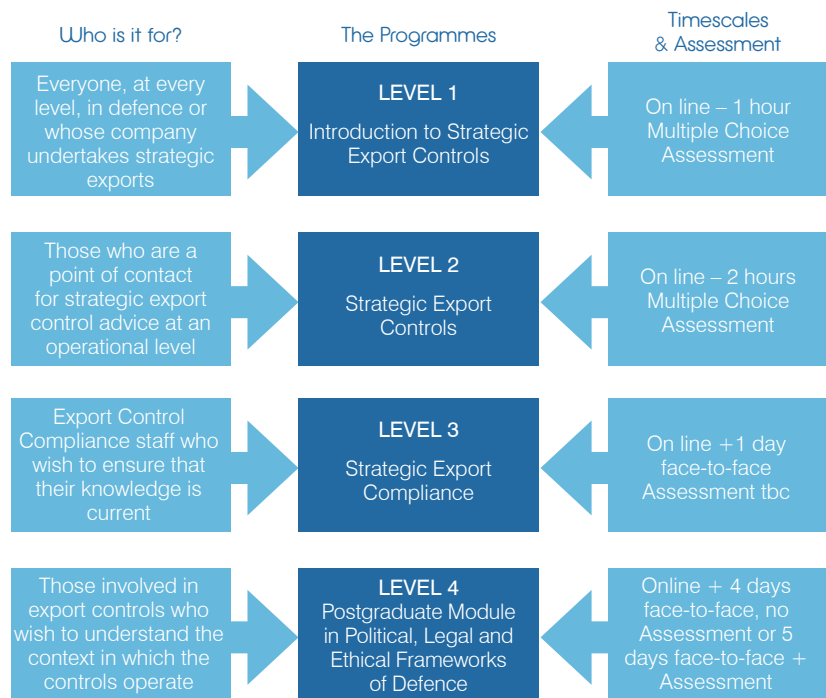 Who is it for?
The Programmes
Timescales
& Assessment
Everyone, at every
level, in defence or
whose company
undertakes strategic
exports
LEVEL 1
Introduction to Strategic
Export Controls
On line – 1 hour
Multiple Choice
Assessment
Those who are a
point of contact
for strategic export
control advice at an
operational level
LEVEL 2
Strategic Export
Controls
On line – 2 hours
Multiple Choice
Assessment
Export Control
Compliance staff who
wish to ensure that
their knowledge is
current
LEVEL 3
Strategic Export
Compliance
On line +1 day
face-to-face
Assessment tbc
Those involved in
export controls who
wish to understand the
context in which the
controls operate
LEVEL 4
Postgraduate Module
in Political, Legal and
Ethical Frameworks
of Defence
Online + 4 days
face-to-face, no
Assessment or 5
days face-to-face +
Assessment